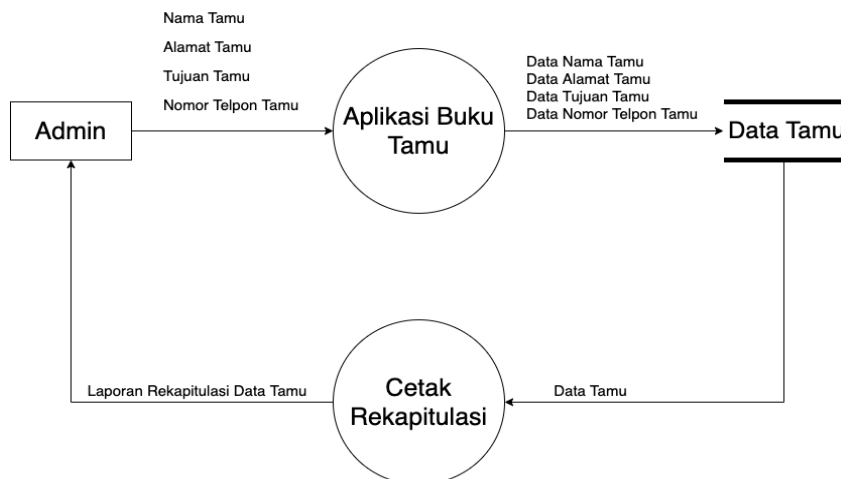 Nama Tamu
Alamat Tamu
Tujuan Tamu
Nomor Telpon Tamu
Admin
Aplikasi Buku
Tamu
Data Nama Tamu
Data Alamat Tamu
Data Tujuan Tamu
Data Nomor Telpon Tamu
Data Tamu
Laporan Rekapitulasi Data Tamu
Cetak
Rekapitulasi
Data Tamu